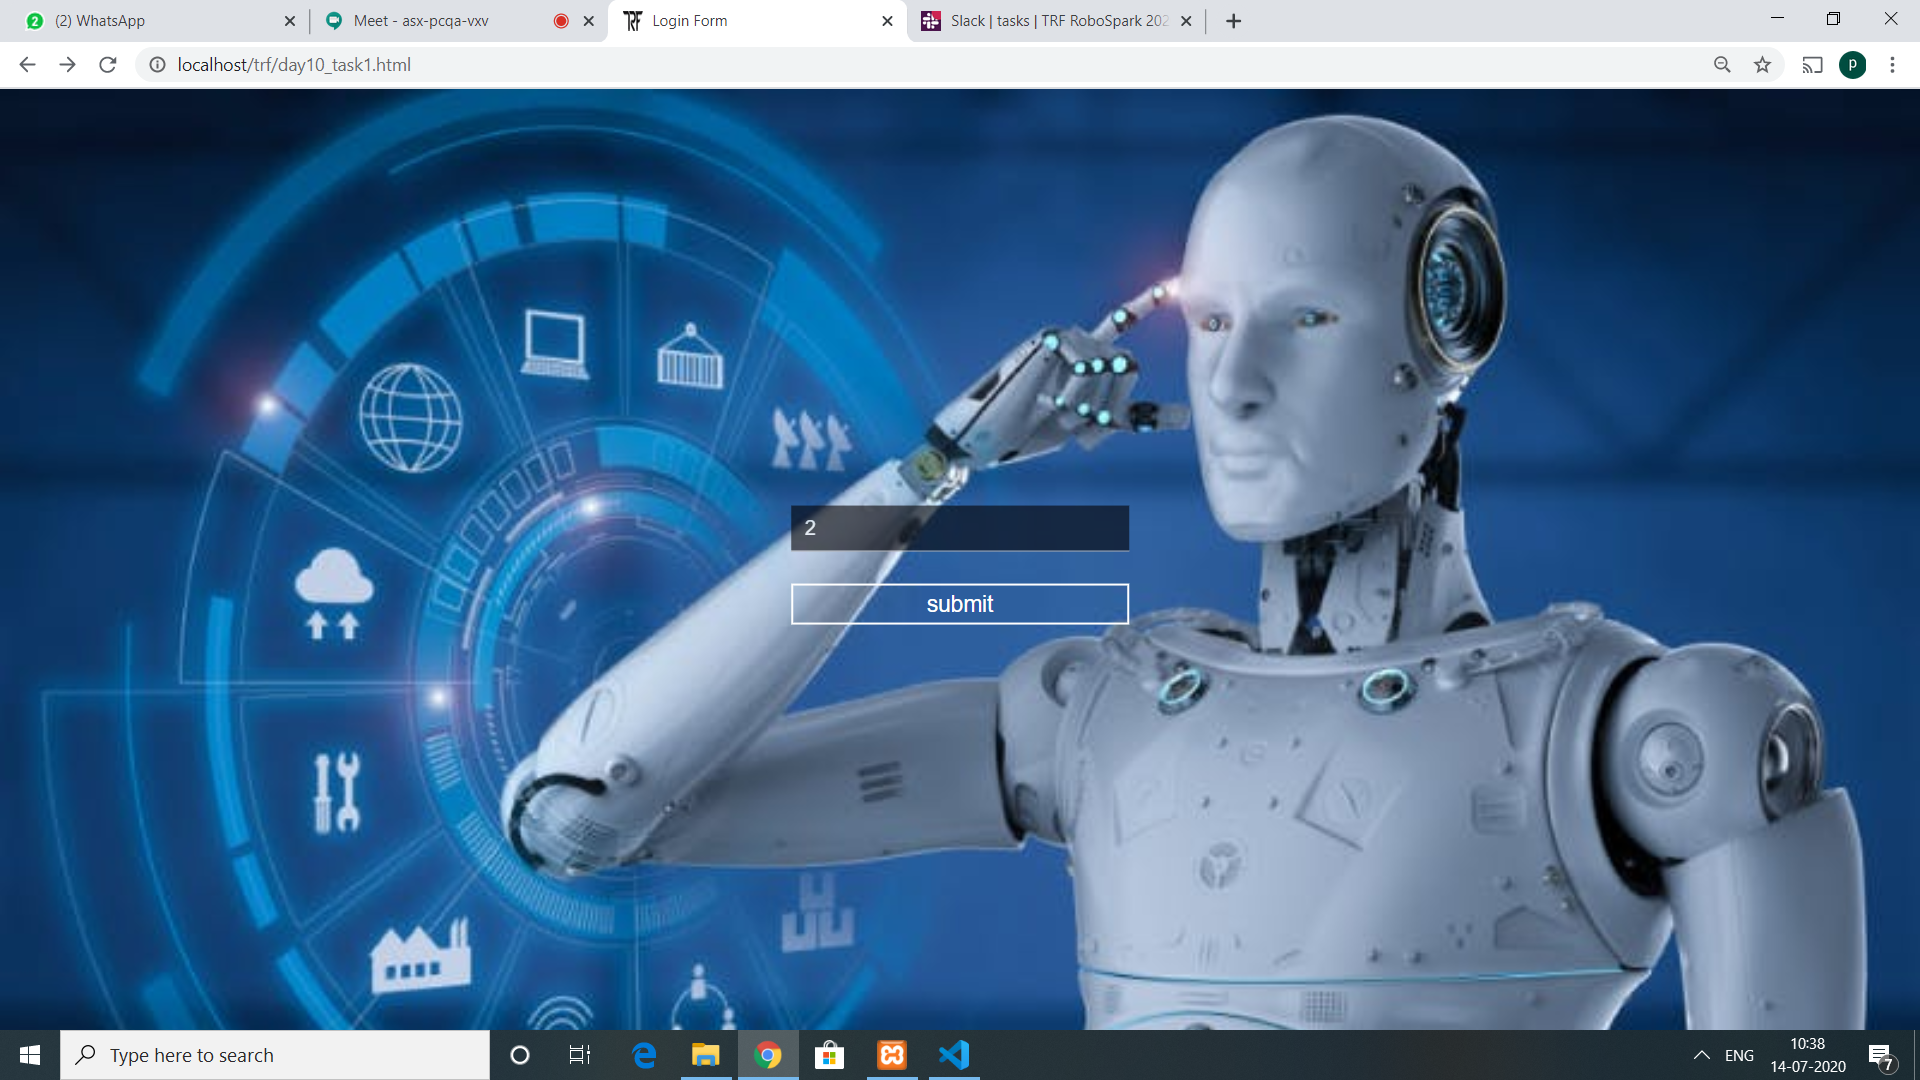 (2) WhatsApp
Meet - asx-pcqa-vxv
TRF Login Form
Slack | tasks | TRF RoboSpark 202
localhost/trf/day10_task1.html
p
2
submit
Type here to search
ENG
10:38
14-07-2020
7